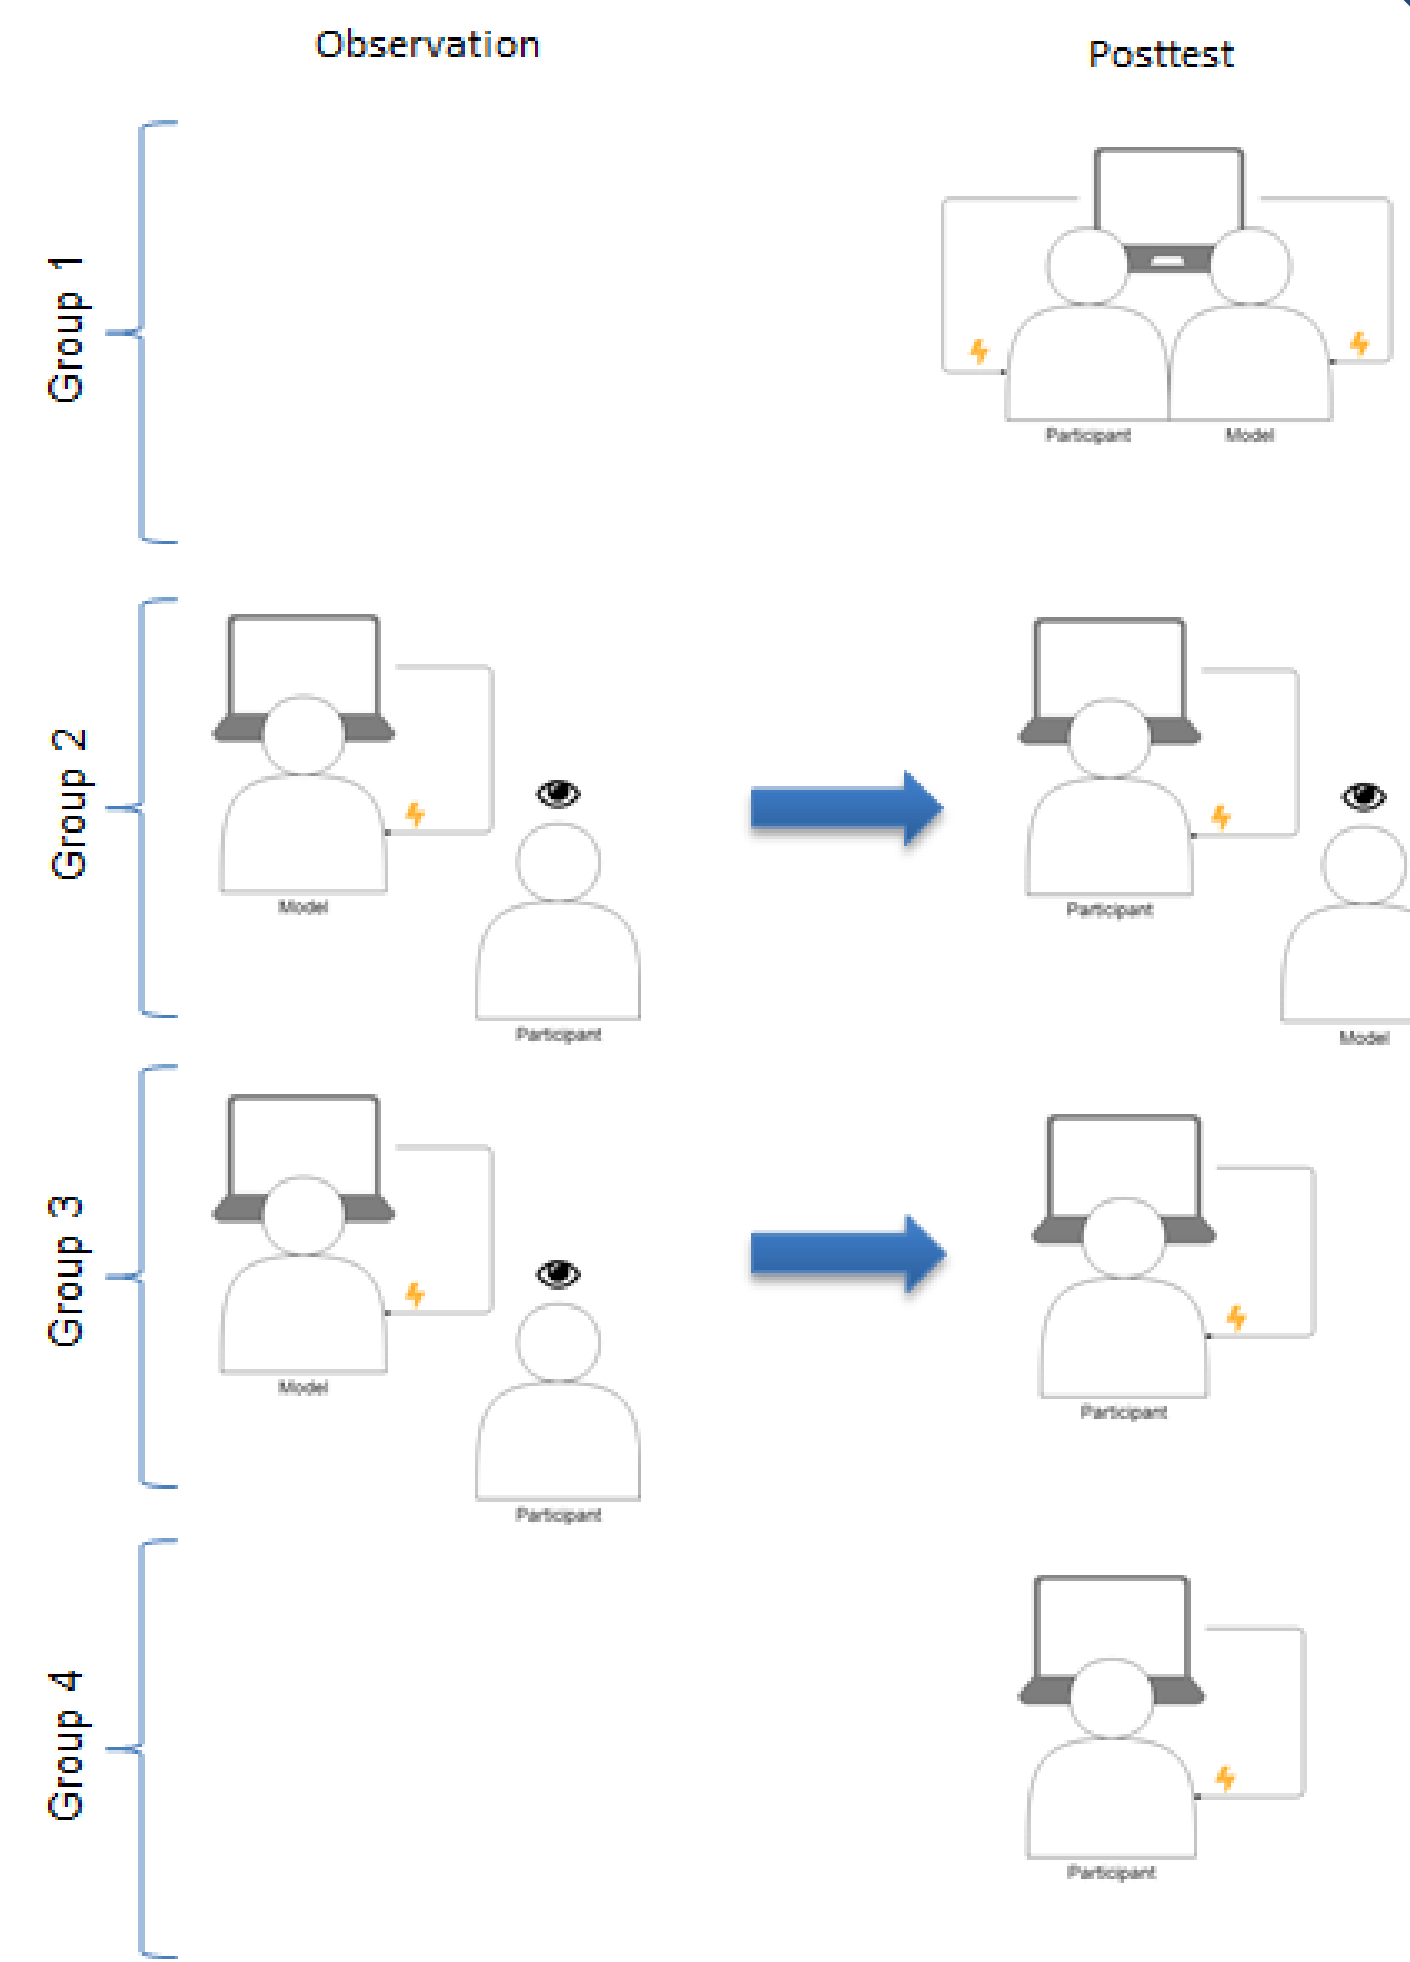 Observation
Posttest
Group 1
Participant
Model
Group 2
Model
Participant
Participant
Model
Group 3
Model
Participant
Participant
Group 4
Participant